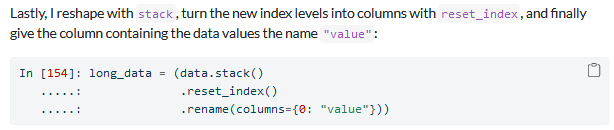 Lastly, I reshape with stack, turn the new index levels into columns with reset_index, and finally
give the column containing the data values the name "value":
In [154]: long_data = (data.stack()
   .....:              .reset_index()
   .....:              .rename(columns={0: "value"}))